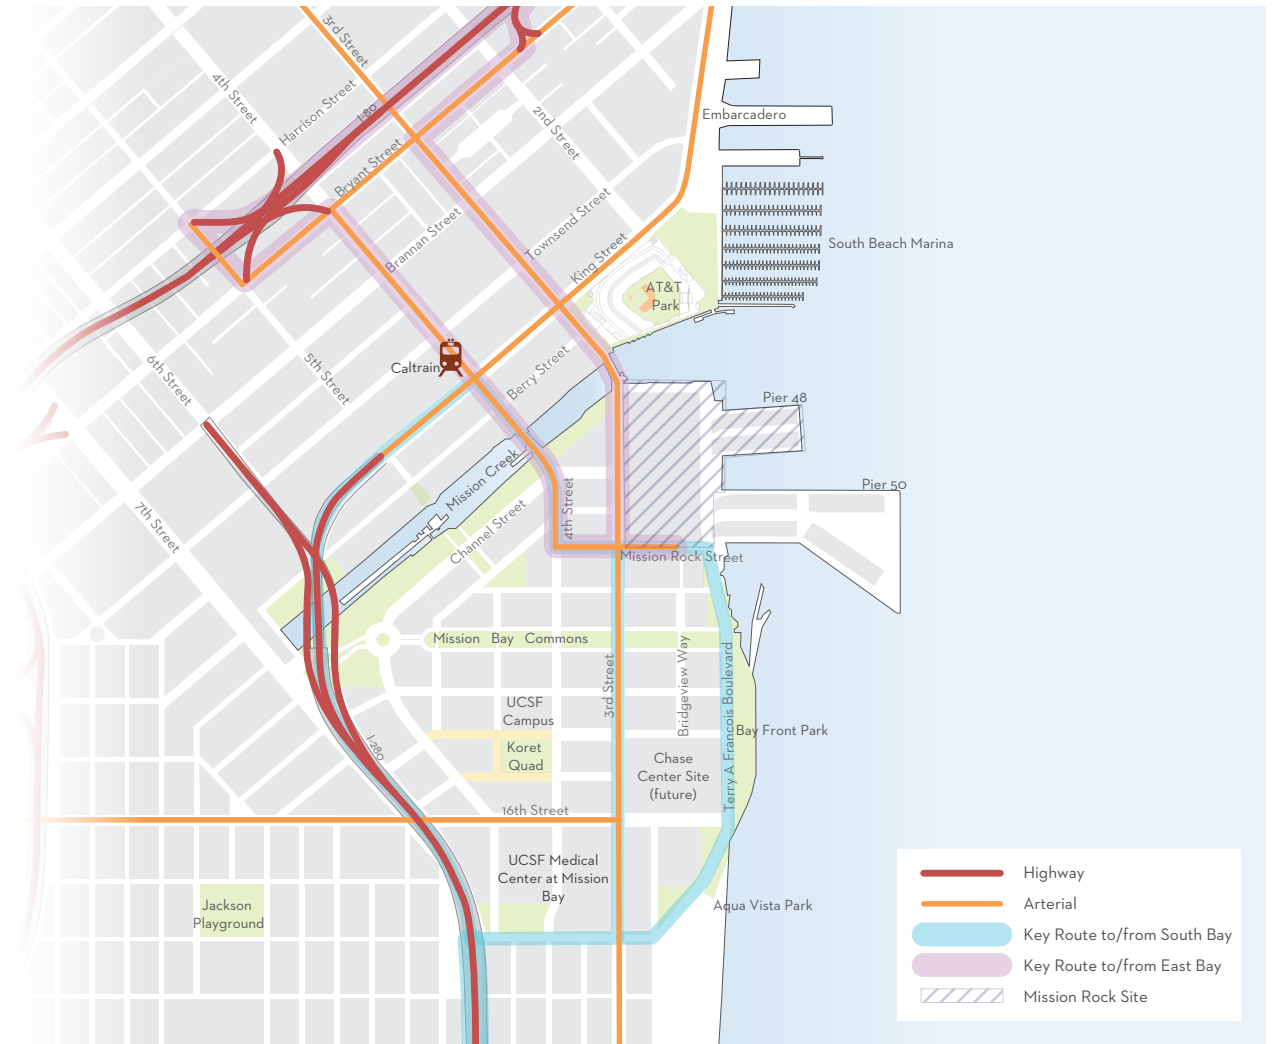 3rd Street
4th Street
Harrison Street
I-80
2nd Street
Embarcadero
Bryant Street
Brannan Street
Townsend Street
King Street
South Beach Marina
AT&T
Park
6th Street
5th Street
Caltrain
Berry Street
Pier 48
Mission Creek
Pier 50
7th Street
Channel Street
4th Street
Mission Rock Street
Mission Bay Commons
3rd Street
Bridgeview Way
Terry A Francois Boulevard
UCSF
Campus
Bay Front Park
I-280
Koret
Quad
Chase
Center Site
(future)
16th Street
UCSF Medical
Center at Mission
Bay
Jackson
Playground
Aqua Vista Park
Highway
Arterial
Key Route to/from South Bay
Key Route to/from East Bay
Mission Rock Site